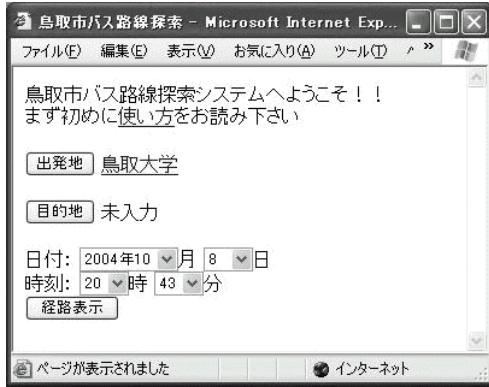 鳥取市バス路線探索 - Microsoft Internet Exp...
ファイル(F) 編集(E) 表示(V) お気に入り(A) ツール(T) »
鳥取市バス路線探索システムへようこそ！！
まず初めに使い方をお読み下さい
出発地 鳥取大学
目的地 未入力
日付: 2004年10 月 8 日
時刻: 20 時 43 分
経路表示
ページが表示されました インターネット